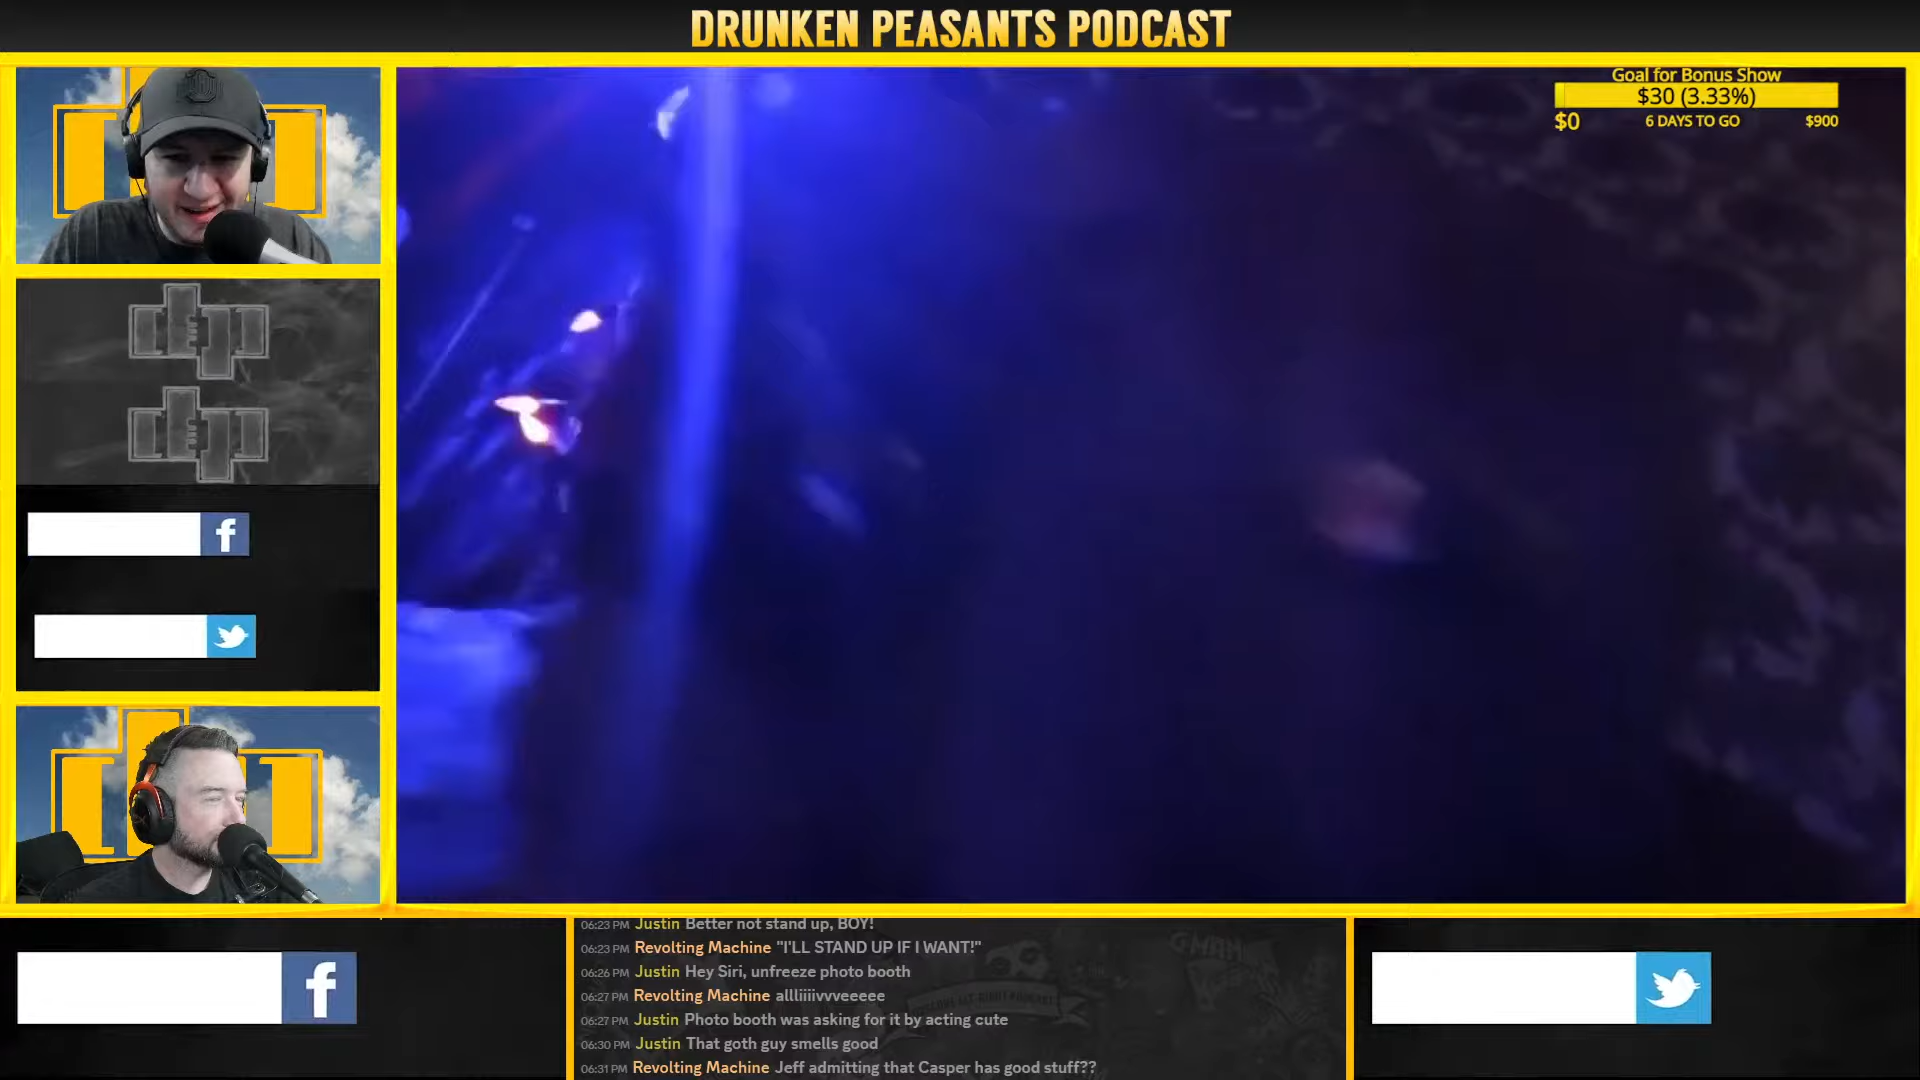 DRUNKEN PEASANTS PODCAST
Goal for Bonus Show
$30 (3.33%)
$0 6 DAYS TO GO $900
06:23 PM Justin Better not stand up, BOY!
06:23 PM Revolting Machine "I'LL STAND UP IF I WANT!"
06:26 PM Justin Hey Siri, unfreeze photo booth
06:27 PM Revolting Machine allliiiivvveeeee
06:27 PM Justin Photo booth was asking for it by acting cute
06:30 PM Justin That goth guy smells good
06:31 PM Revolting Machine Jeff admitting that Casper has good stuff??